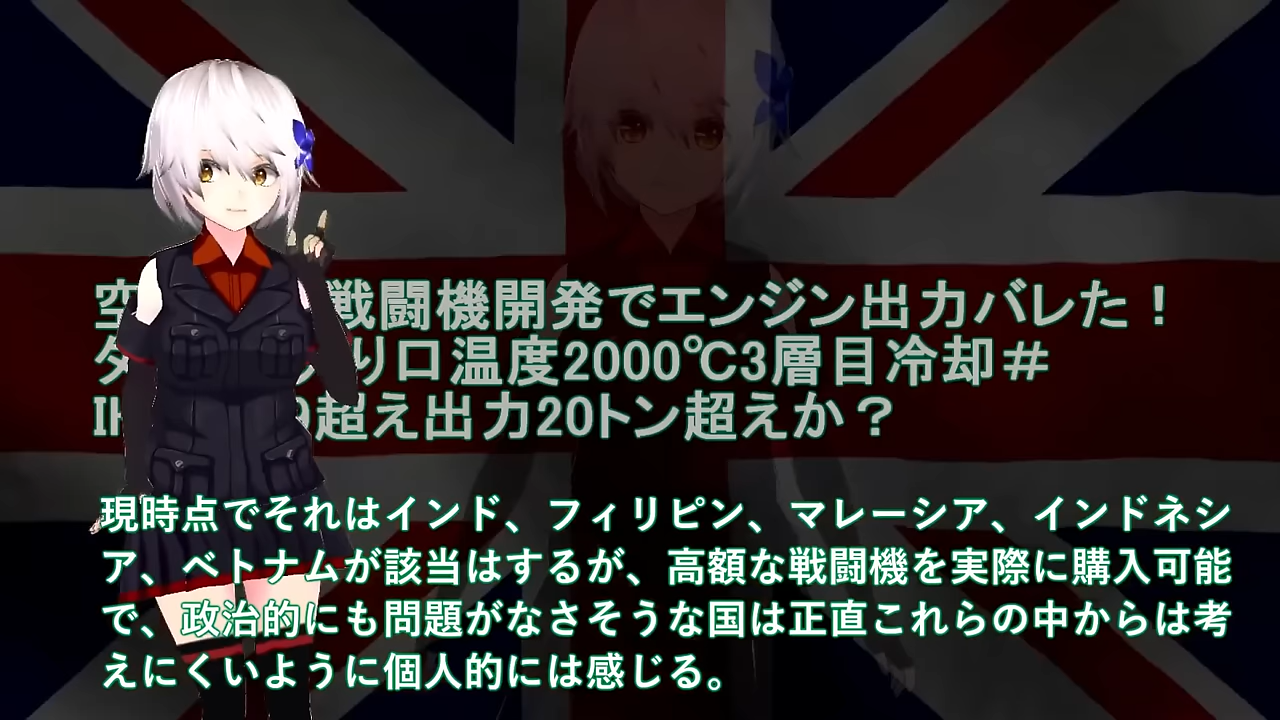 空 戦闘機開発でエンジン出力バレた！
り口温度2000℃3層目冷却＃
超え出力20トン超えか？
現時点でそれはインド、フィリピン、マレーシア、インドネシ
ア、ベトナムが該当はするが、高額な戦闘機を実際に購入可能
で、政治的にも問題がなさそうな国は正直これらの中からは考
えにくいように個人的には感じる。